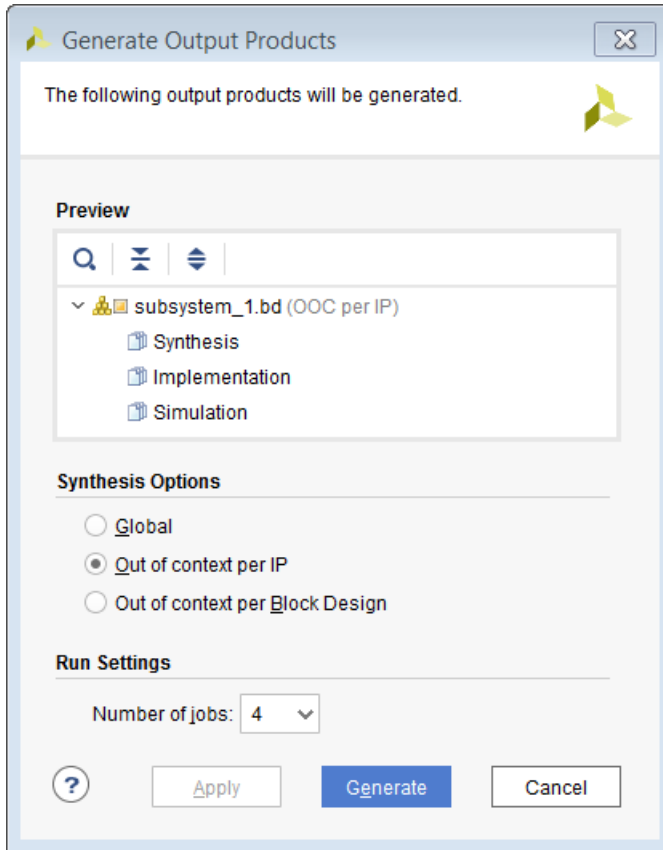 Generate Output Products
The following output products will be generated.
Preview
subsystem_1.bd (OOC per IP)
Synthesis
Implementation
Simulation
Synthesis Options
Global
Out of context per IP
Out of context per Block Design
Run Settings
Number of jobs: 4
? Apply Generate Cancel